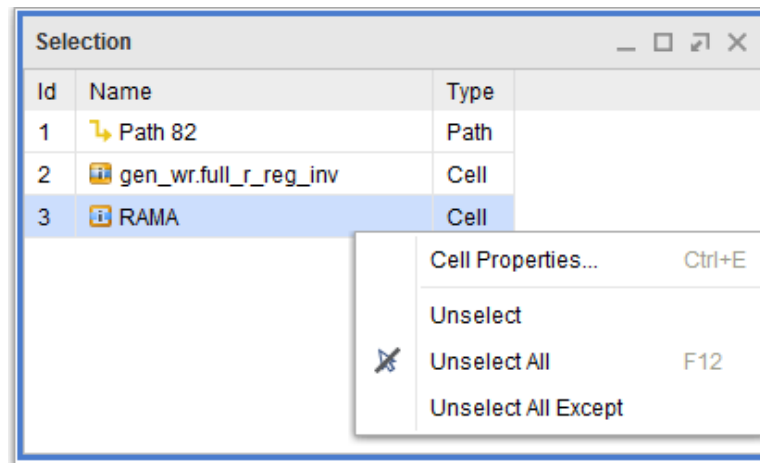 Selection
Id Name Type
1 Path 82 Path
2 gen_wr.full_r_reg_inv Cell
3 RAMA Cell
Cell Properties... Ctrl+E
Unselect
Unselect All F12
Unselect All Except